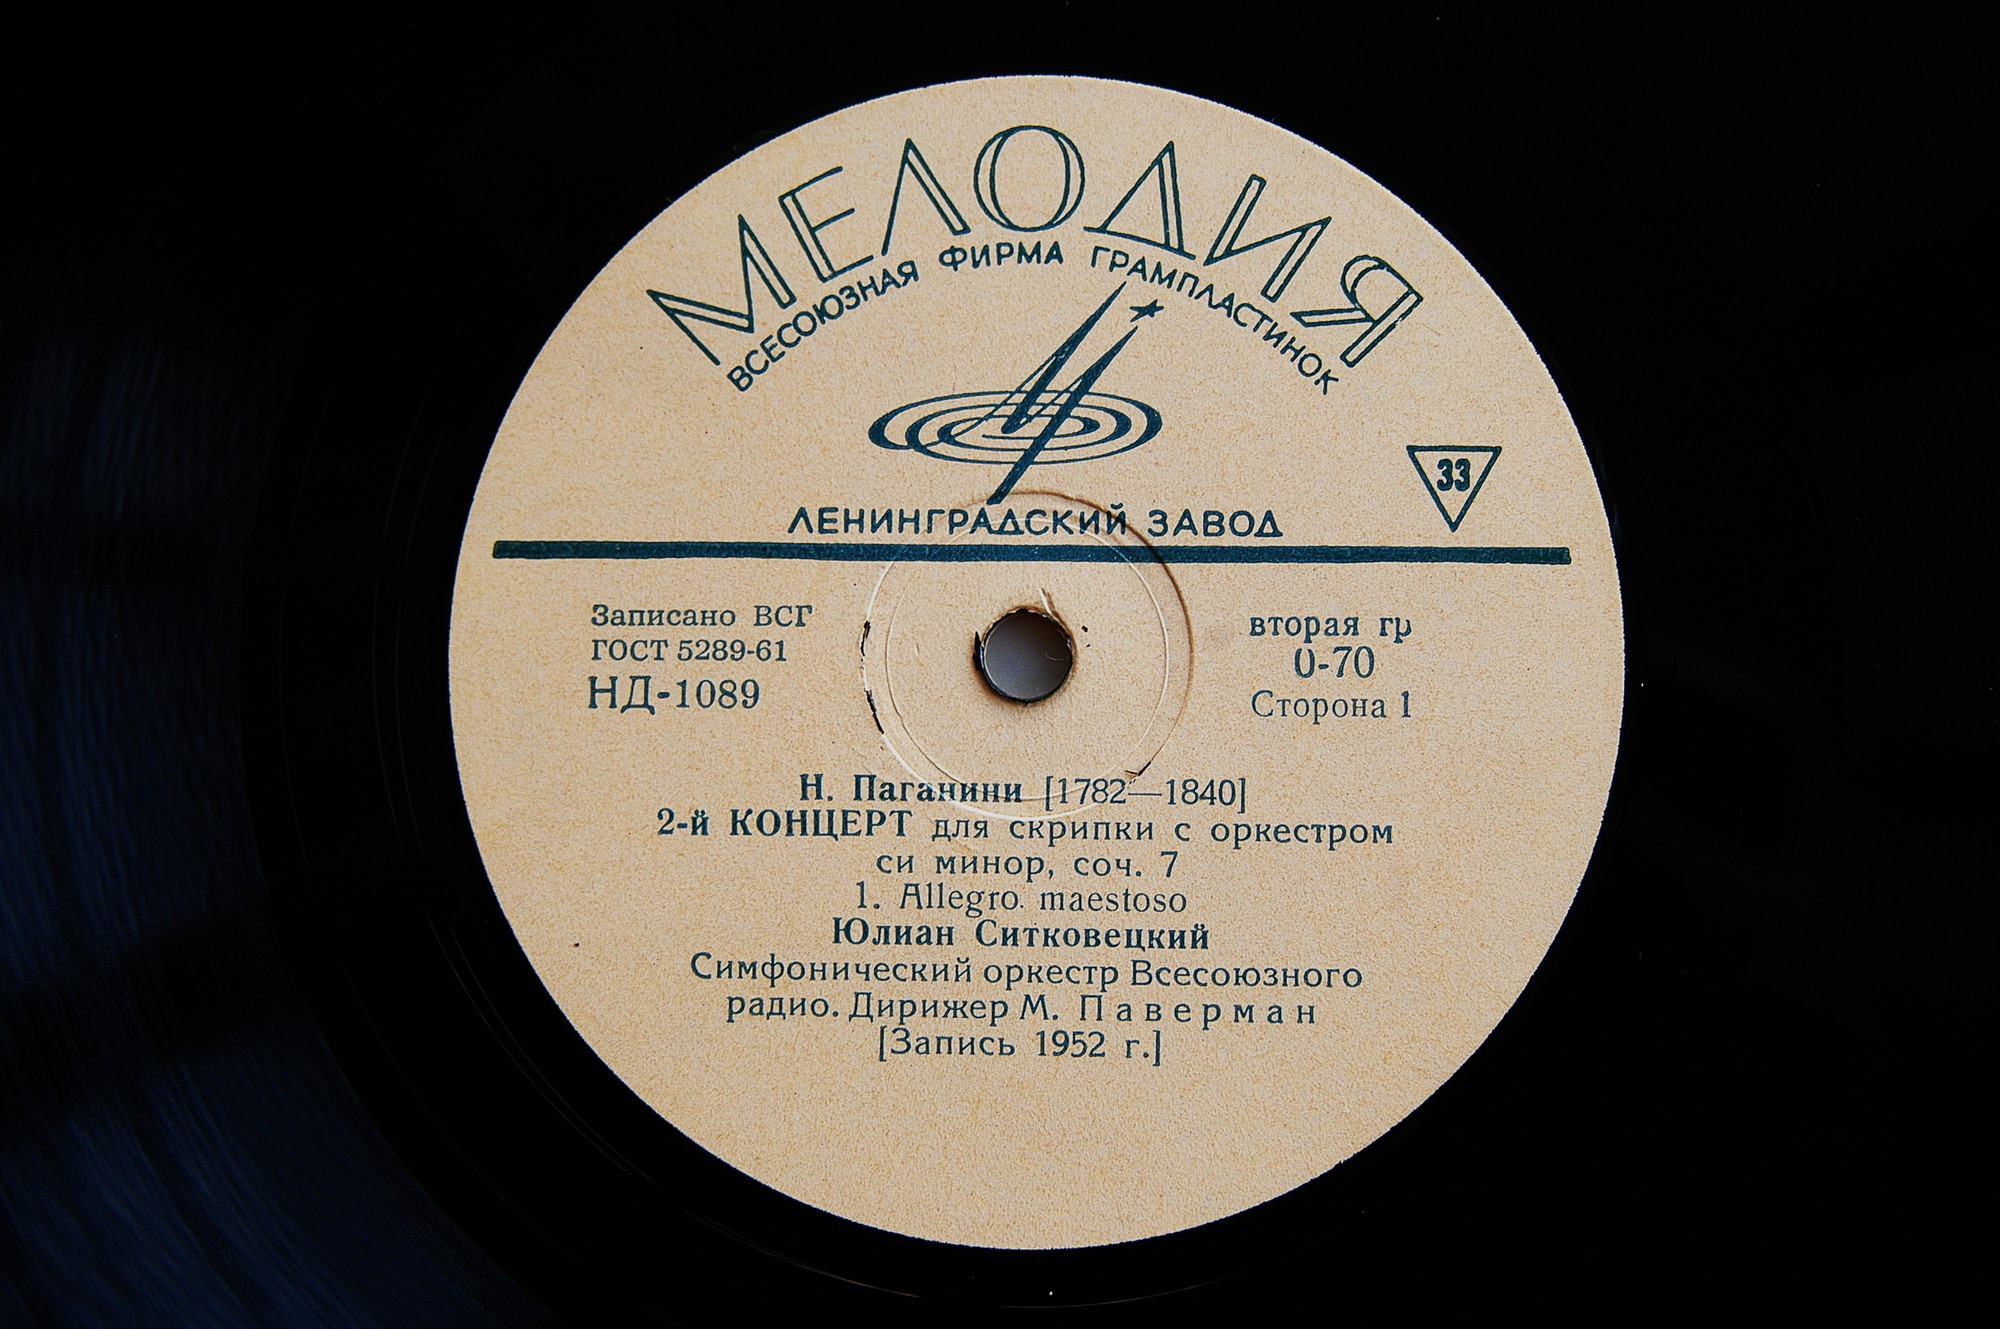 МЕЛОДИЯ
ВСЕСОЮЗНАЯ ФИРМА ГРАМПЛАСТИНОК
33
ЛЕНИНГРАДСКИЙ ЗАВОД
Записано ВСГ
ГОСТ 5289-61
НД-1089
вторая гр
0-70
Сторона 1
Н. Паганини [1782—1840]
2-й КОНЦЕРТ для скрипки с оркестром
си минор, соч. 7
1. Allegro maestoso
Юлиан Ситковецкий
Симфонический оркестр Всесоюзного
радио. Дирижер М. Паверман
[Запись 1952 г.]